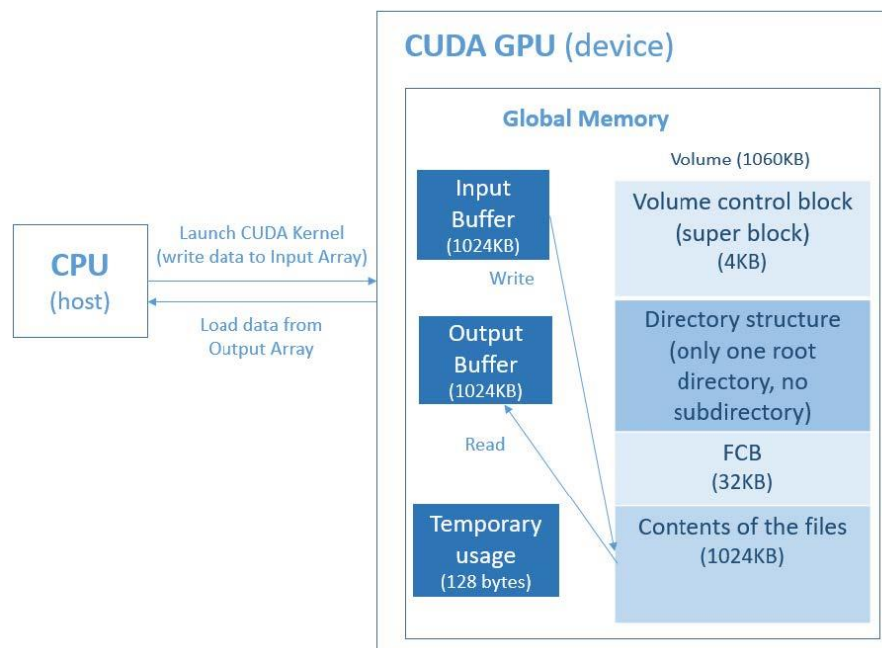 CUDA GPU (device)
Global Memory
Volume (1060KB)
Input
Buffer
(1024KB)
Volume control block
(super block)
(4KB)
Launch CUDA Kernel
(write data to Input Array)
CPU
(host)
Write
Load data from
Output Array
Output
Buffer
(1024KB)
Directory structure
(only one root
directory, no
subdirectory)
Read
FCB
(32KB)
Temporary
usage
(128 bytes)
Contents of the files
(1024KB)